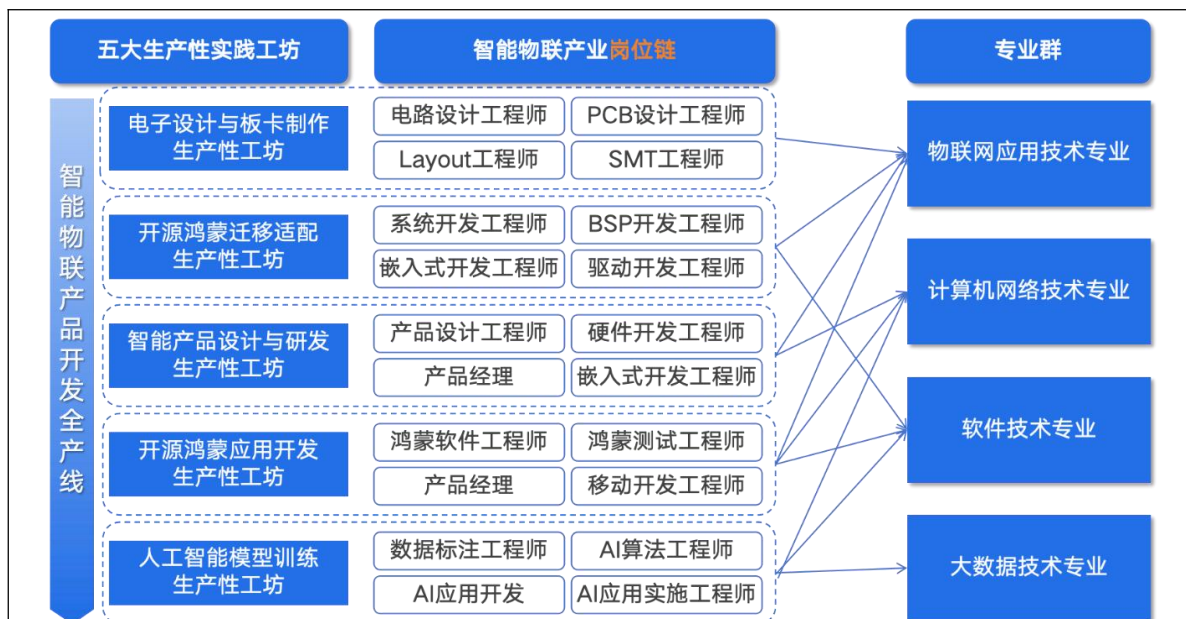 五大生产性实践工坊
智能物联产业岗位链
专业群
智能物联产品开发全产线
电子设计与板卡制作
生产性工坊
电路设计工程师
PCB设计工程师
Layout工程师
SMT工程师
开源鸿蒙迁移适配
生产性工坊
系统开发工程师
BSP开发工程师
嵌入式开发工程师
驱动开发工程师
智能产品设计与研发
生产性工坊
产品设计工程师
硬件开发工程师
产品经理
嵌入式开发工程师
开源鸿蒙应用开发
生产性工坊
鸿蒙软件工程师
鸿蒙测试工程师
产品经理
移动开发工程师
人工智能模型训练
生产性工坊
数据标注工程师
AI算法工程师
AI应用开发
AI应用实施工程师
物联网应用技术专业
计算机网络技术专业
软件技术专业
大数据技术专业